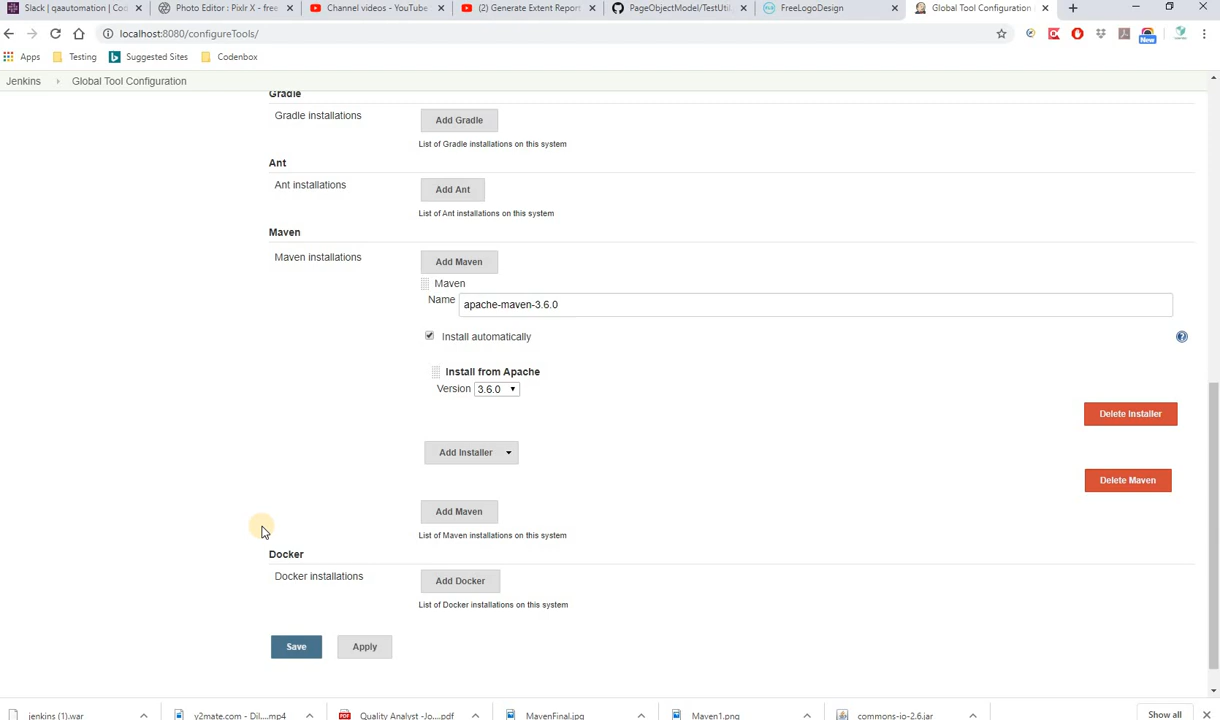 Slack | qaautomation | Cod
Photo Editor : Pixlr X - free
Channel videos - YouTube
(2) Generate Extent Report
PageObjectModel/TestUtil
FreeLogoDesign
Global Tool Configuration
localhost:8080/configureTools/
New
Apps
Testing
Suggested Sites
Codenbox
Jenkins
Global Tool Configuration
Gradle
Gradle installations
Add Gradle
List of Gradle installations on this system
Ant
Ant installations
Add Ant
List of Ant installations on this system
Maven
Maven installations
Add Maven
Maven
Name
apache-maven-3.6.0
Install automatically
Install from Apache
Version 3.6.0
Delete Installer
Add Installer
Delete Maven
Add Maven
List of Maven installations on this system
Docker
Docker installations
Add Docker
List of Docker installations on this system
Save
Apply
jenkins (1).war
y2mate.com - Dil....mp4
Quality Analyst -Jo....pdf
MavenFinal.jpg
Maven1.png
commons-io-2.6.jar
Show all